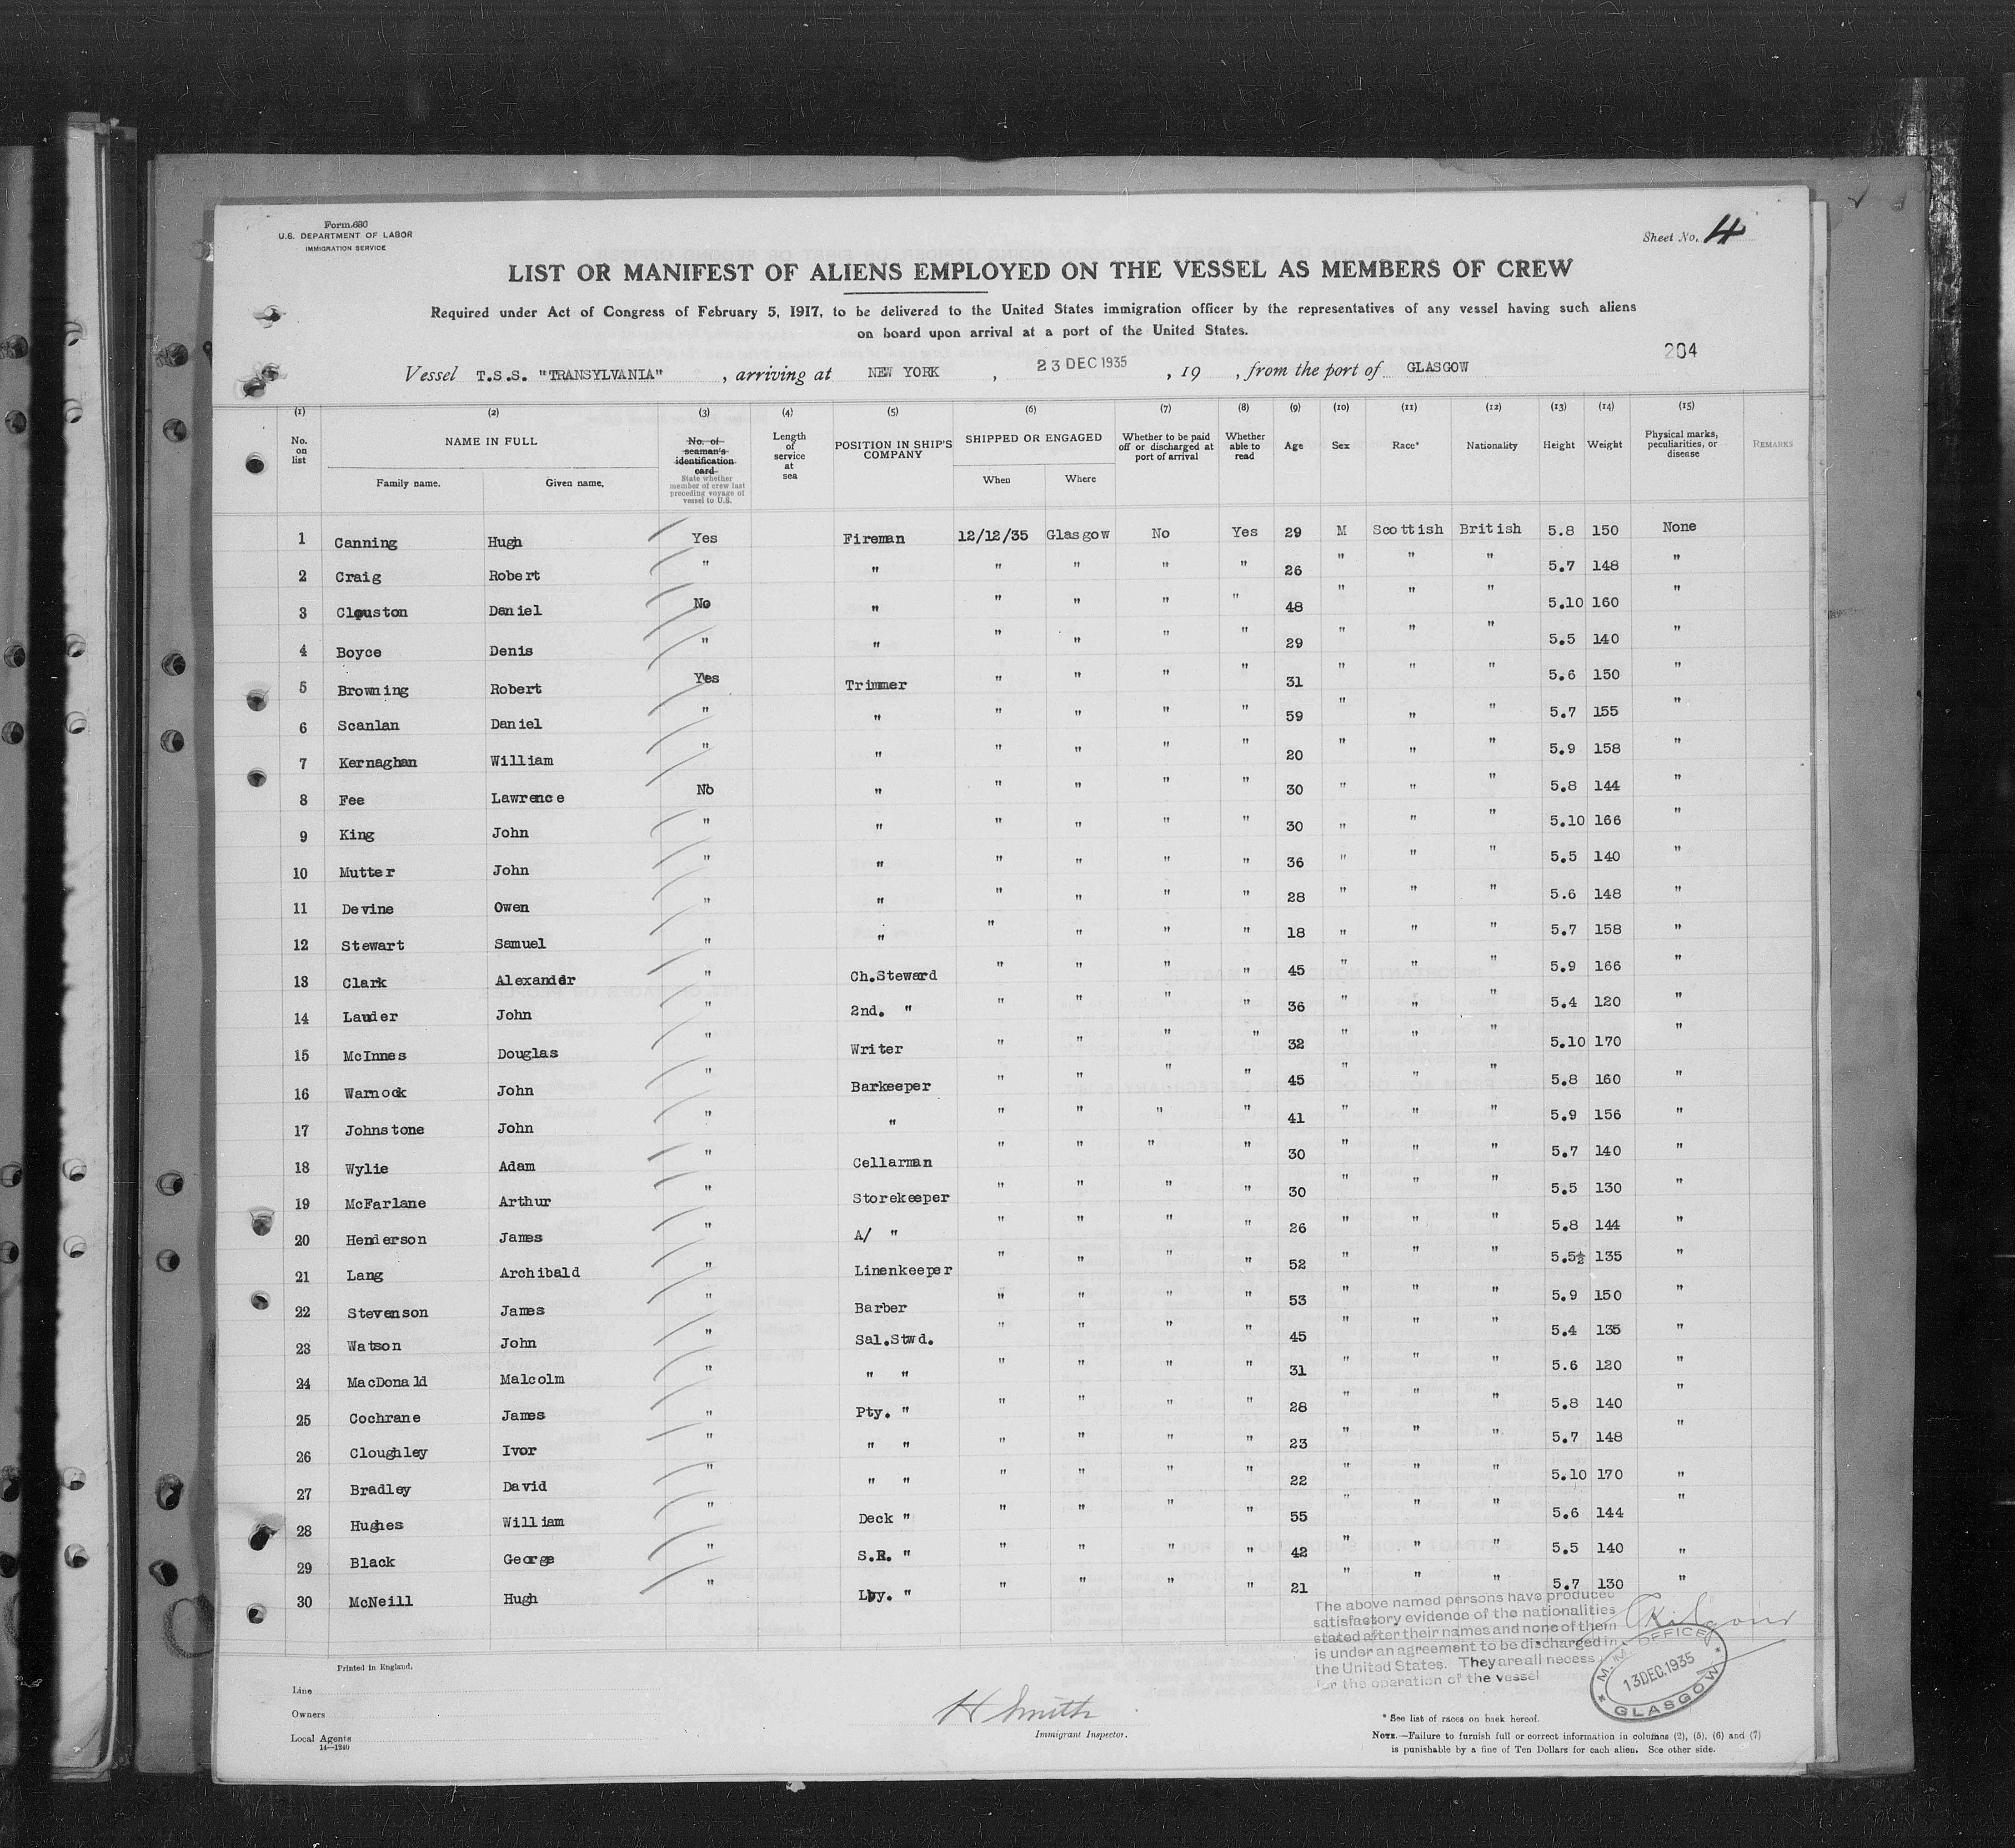 Form 680
U.S. DEPARTMENT OF LABOR
IMMIGRATION SERVICE
Sheet No. 4
LIST OR MANIFEST OF ALIENS EMPLOYED ON THE VESSEL AS MEMBERS OF CREW
Required under Act of Congress of February 5, 1917, to be delivered to the United States immigration officer by the representatives of any vessel having such aliens
on board upon arrival at a port of the United States.
204
Vessel T.S.S. "TRANSYLVANIA" , arriving at NEW YORK , 23 DEC 1935 , 19 , from the port of GLASGOW
(1) (2) (3) (4) (5) (6) (7) (8) (9) (10) (11) (12) (13) (14) (15)
No. on list NAME IN FULL Family name. Given name. No. of seaman's identification card State whether member of crew last preceding voyage of vessel to U.S. Length of service at sea POSITION IN SHIP'S COMPANY SHIPPED OR ENGAGED When Where Whether to be paid off or discharged at port of arrival Whether able to read Age Sex Race* Nationality Height Weight Physical marks, peculiarities, or disease REMARKS
1 Canning Hugh Yes Fireman 12/12/35 Glasgow No Yes 29 M Scottish British 5.8 150 None
2 Craig Robert " " " " " " 26 " " " 5.7 148 "
3 Clouston Daniel No " " " " " 48 " " " 5.10 160 "
4 Boyce Denis " " " " " " 29 " " " 5.5 140 "
5 Browning Robert Yes Trimmer " " " " 31 " " " 5.6 150 "
6 Scanlan Daniel " " " " " " 59 " " " 5.7 155 "
7 Kernaghan William " " " " " " 20 " " " 5.9 158 "
8 Fee Lawrence No " " " " " 30 " " " 5.8 144 "
9 King John " " " " " " 30 " " " 5.10 166 "
10 Mutter John " " " " " " 36 " " " 5.5 140 "
11 Devine Owen " " " " " " 28 " " " 5.6 148 "
12 Stewart Samuel " " " " " " 18 " " " 5.7 158 "
13 Clark Alexander " Ch.Steward " " " " 45 " " " 5.9 166 "
14 Lauder John " 2nd. " " " " " 36 " " " 5.4 120 "
15 McInnes Douglas " Writer " " " " 32 " " " 5.10 170 "
16 Warnock John " Barkeeper " " " " 45 " " " 5.8 160 "
17 Johnstone John " " " " " " 41 " " " 5.9 156 "
18 Wylie Adam " Cellarman " " " " 30 " " " 5.7 140 "
19 McFarlane Arthur " Storekeeper " " " " 30 " " " 5.5 130 "
20 Henderson James " A/ " " " " " 26 " " " 5.8 144 "
21 Lang Archibald " Linenkeeper " " " " 52 " " " 5.5½ 135 "
22 Stevenson James " Barber " " " " 53 " " " 5.9 150 "
23 Watson John " Sal.Stwd. " " " " 45 " " " 5.4 135 "
24 MacDonald Malcolm " " " " " " " 31 " " " 5.6 120 "
25 Cochrane James " Pty. " " " " " 28 " " " 5.8 140 "
26 Cloughley Ivor " " " " " " " 23 " " " 5.7 148 "
27 Bradley David " " " " " " " 22 " " " 5.10 170 "
28 Hughes William " Deck " " " " " 55 " " " 5.6 144 "
29 Black George " S.R. " " " " " 42 " " " 5.5 140 "
30 McNeill Hugh " Lby. " " " " " 21 " " " 5.7 130 "
The above named persons have produced
satisfactory evidence of the nationalities
stated after their names and none of them
is under an agreement to be discharged in
the United States. They are all necess
for the operation of the vessel
Kilgour
M.M. OFFICE
13 DEC. 1935
GLASGOW
Printed in England.
Line
Owners
Local Agents
14—1240
H Smith
Immigrant Inspector.
* See list of races on back hereof.
NOTE.—Failure to furnish full or correct information in columns (2), (5), (6) and (7)
is punishable by a fine of Ten Dollars for each alien. See other side.